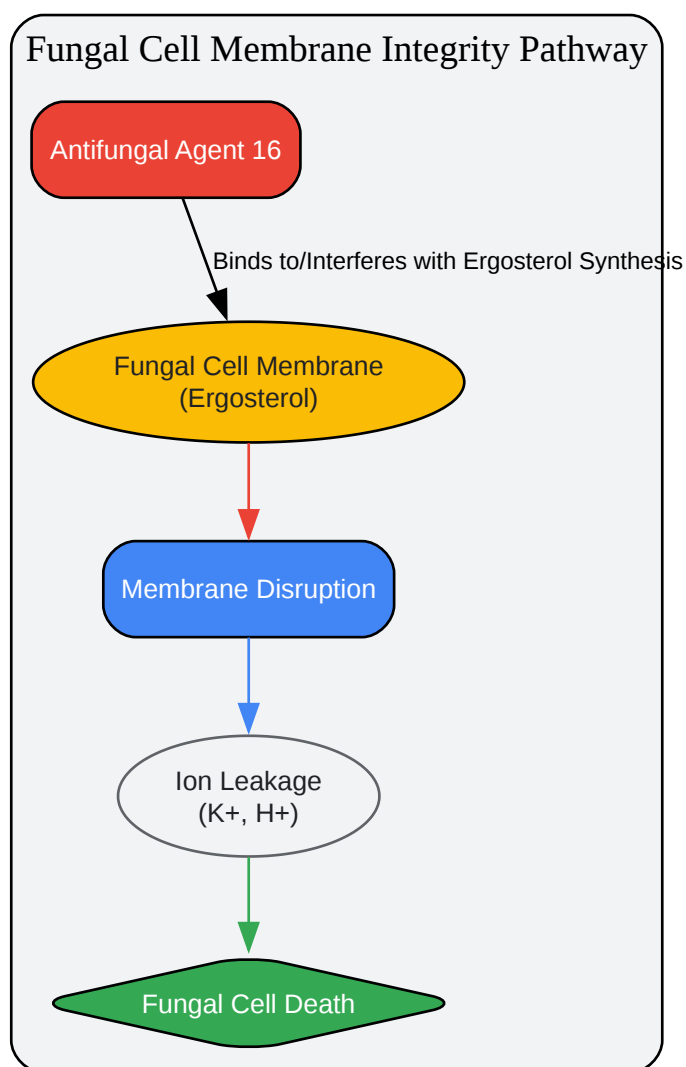 Fungal Cell Membrane Integrity Pathway
Antifungal Agent 16
Binds to/Interferes with Ergosterol Synthesis
Fungal Cell Membrane
(Ergosterol)
Membrane Disruption
Ion Leakage
(K+, H+)
Fungal Cell Death